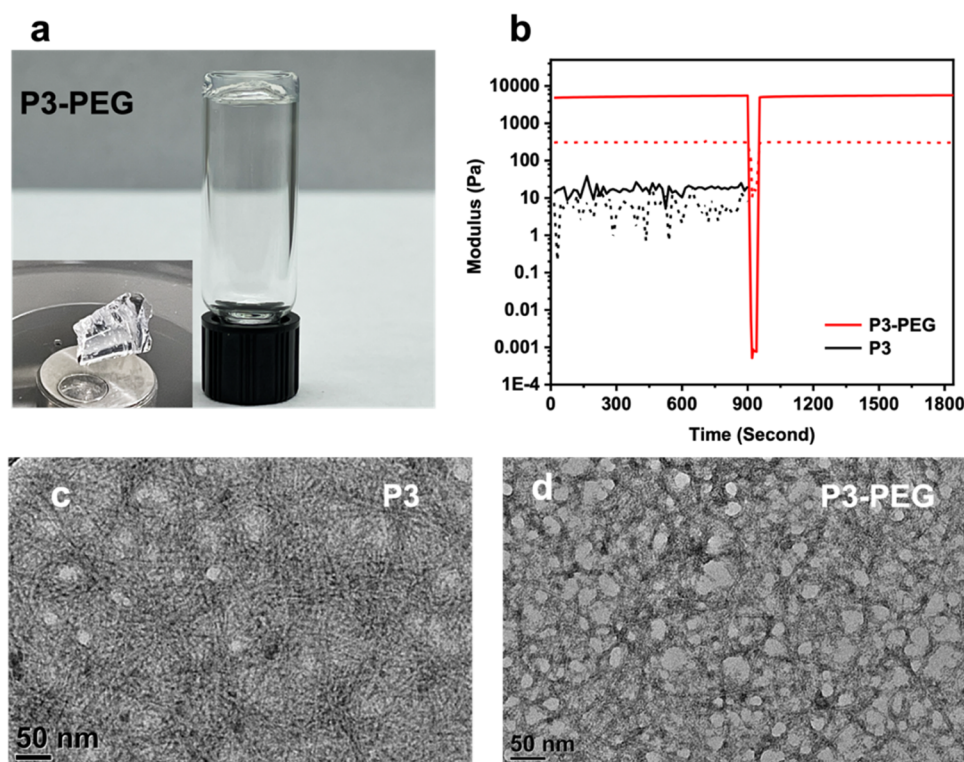 a
P3-PEG
b
Modulus (Pa)
10000
1000
100
10
1
0.1
0.01
0.001
1E-4
P3-PEG
P3
0 300 600 900 1200 1500 1800
Time (Second)
c P3
50 nm
d P3-PEG
50 nm